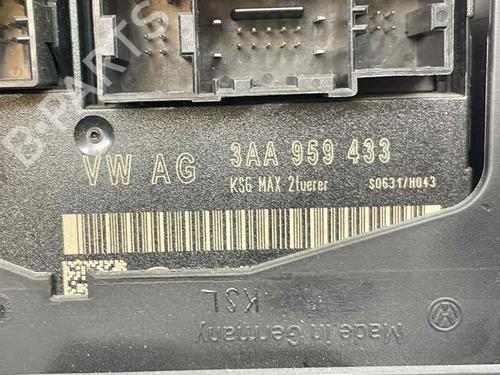 B-PARTS
VW AG 3AA 959 433
KSG MAX 2tuerer S0631/H043
KSL
Made in Germany